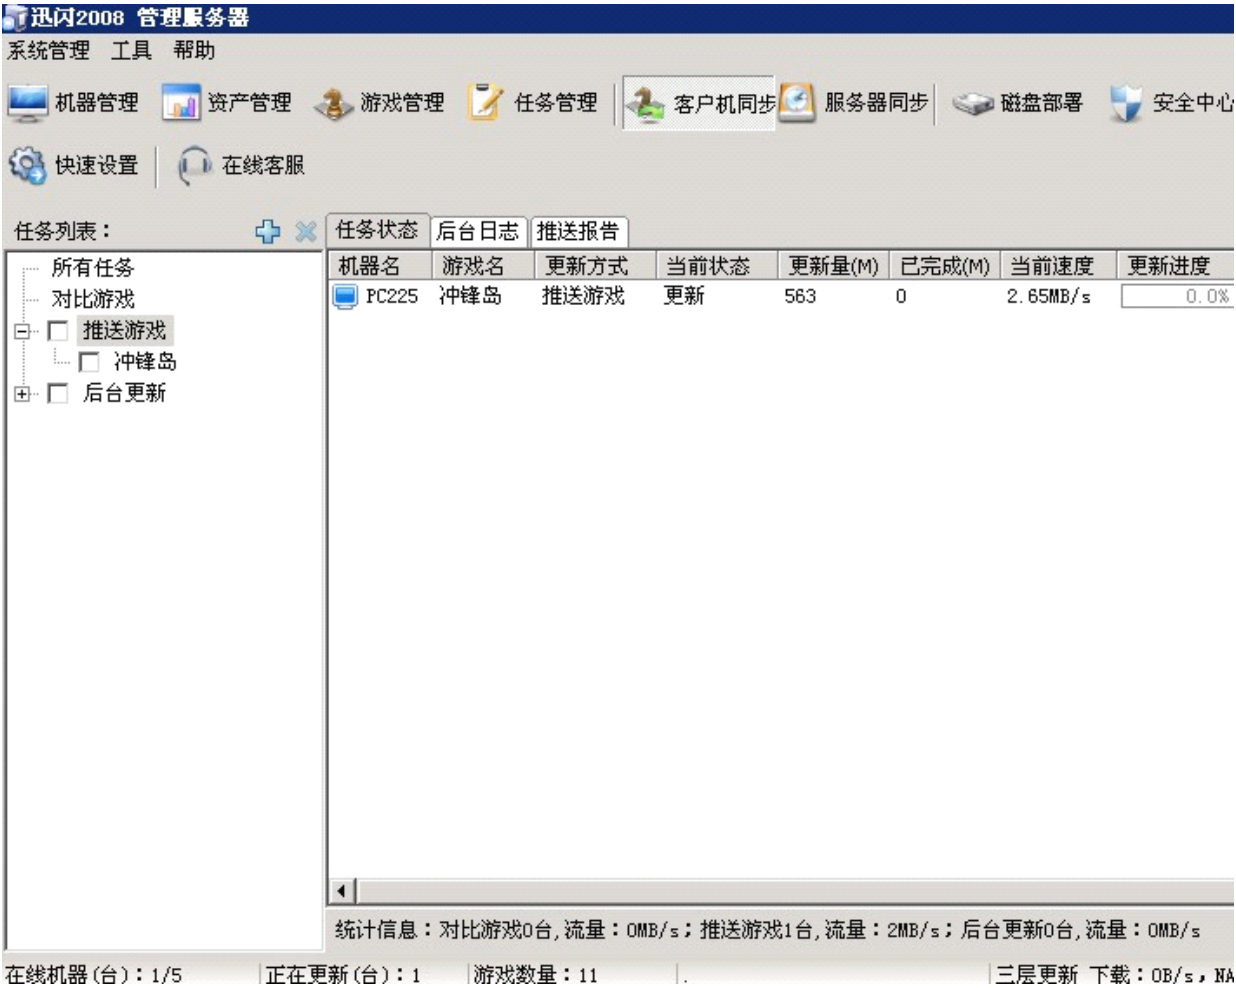 迅闪2008 管理服务器
系统管理 工具 帮助
机器管理 资产管理 游戏管理 任务管理 客户机同步 服务器同步 磁盘部署 安全中心
快速设置 在线客服
任务列表： 任务状态 后台日志 推送报告
所有任务
对比游戏
推送游戏
冲锋岛
后台更新
机器名 游戏名 更新方式 当前状态 更新量(M) 已完成(M) 当前速度 更新进度
PC225 冲锋岛 推送游戏 更新 563 0 2.65MB/s 0.0%
统计信息：对比游戏0台,流量：0MB/s；推送游戏1台,流量：2MB/s；后台更新0台,流量：0MB/s
在线机器(台)：1/5 正在更新(台)：1 游戏数量：11 . 三层更新 下载：0B/s，NA